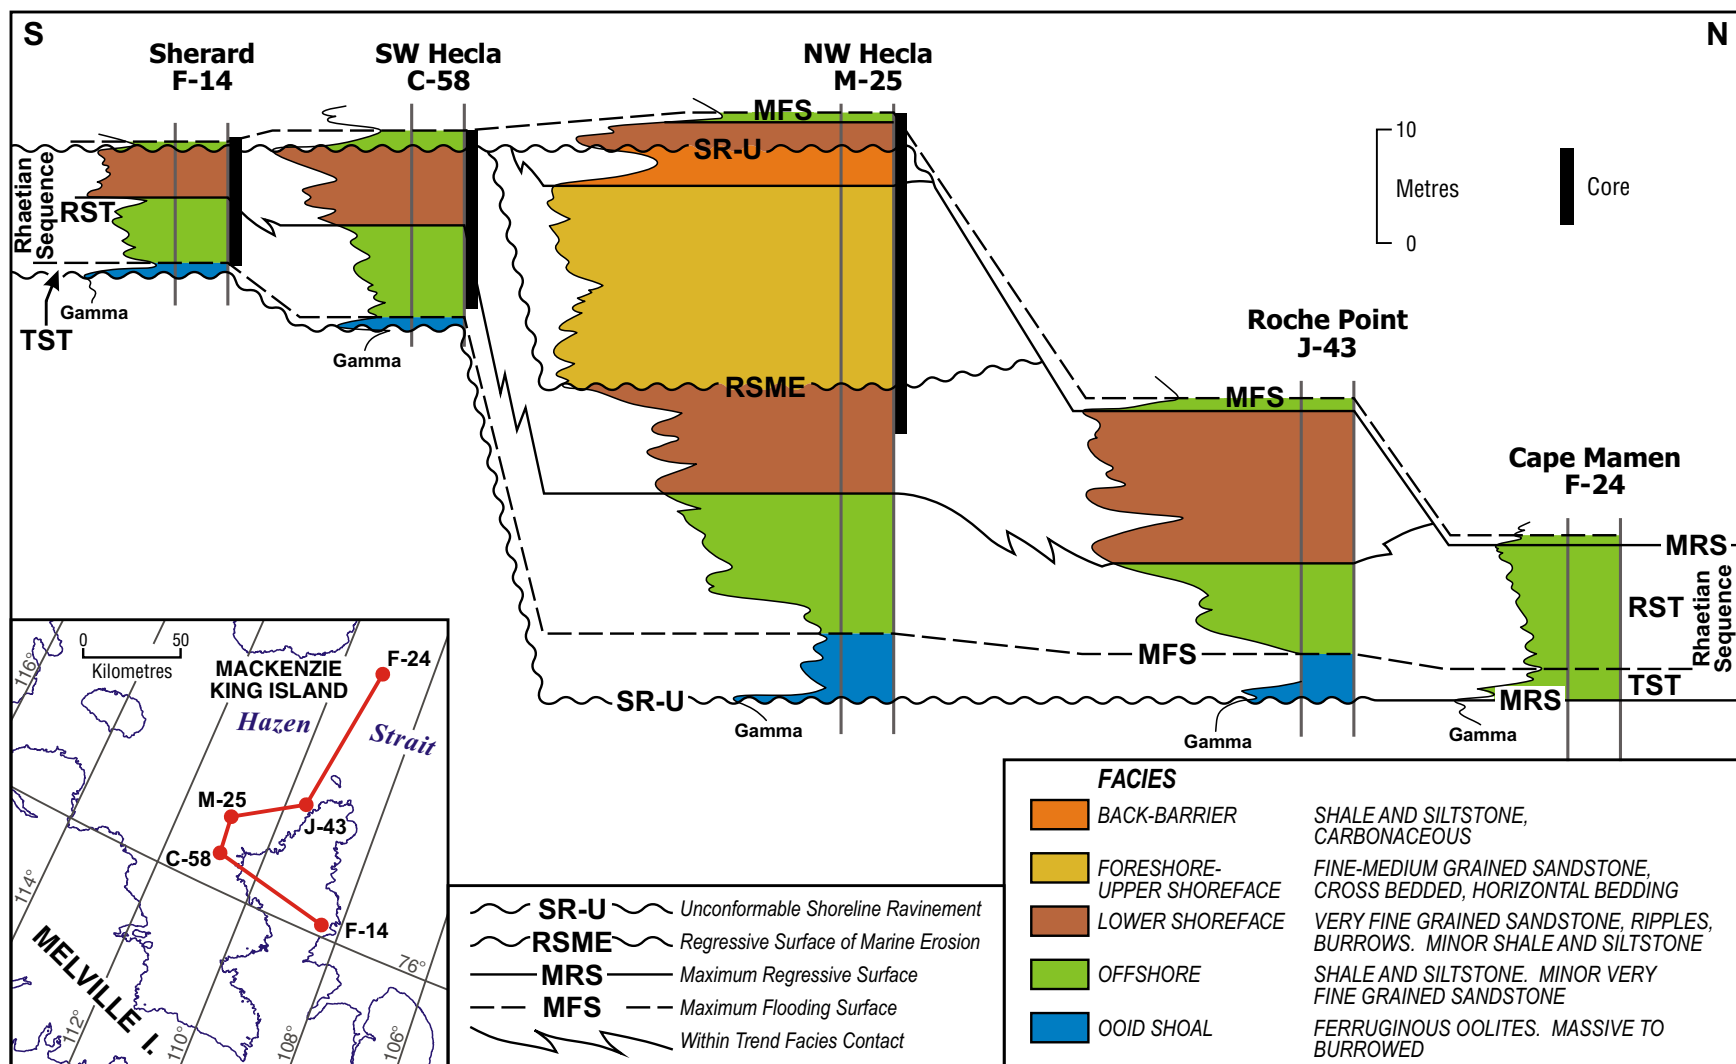 S
N
Sherard
F-14
SW Hecla
C-58
NW Hecla
M-25
Roche Point
J-43
Cape Mamen
F-24
10
Metres
0
Core
MFS
SR-U
RSME
MFS
MFS
SR-U
MRS
MRS
RST
TST
Rhaetian
Sequence
Rhaetian
Sequence
RST
TST
Gamma
Gamma
Gamma
Gamma
Gamma
0 50
Kilometres
MACKENZIE
KING ISLAND
Hazen
Strait
F-24
M-25
J-43
C-58
F-14
MELVILLE I.
116°
114°
112°
110°
108°
106°
76°
SR-U Unconformable Shoreline Ravinement
RSME Regressive Surface of Marine Erosion
MRS Maximum Regressive Surface
MFS Maximum Flooding Surface
Within Trend Facies Contact
FACIES
BACK-BARRIER SHALE AND SILTSTONE,
CARBONACEOUS
FORESHORE- FINE-MEDIUM GRAINED SANDSTONE,
UPPER SHOREFACE CROSS BEDDED, HORIZONTAL BEDDING
LOWER SHOREFACE VERY FINE GRAINED SANDSTONE, RIPPLES,
BURROWS. MINOR SHALE AND SILTSTONE
OFFSHORE SHALE AND SILTSTONE. MINOR VERY
FINE GRAINED SANDSTONE
OOID SHOAL FERRUGINOUS OOLITES. MASSIVE TO
BURROWED